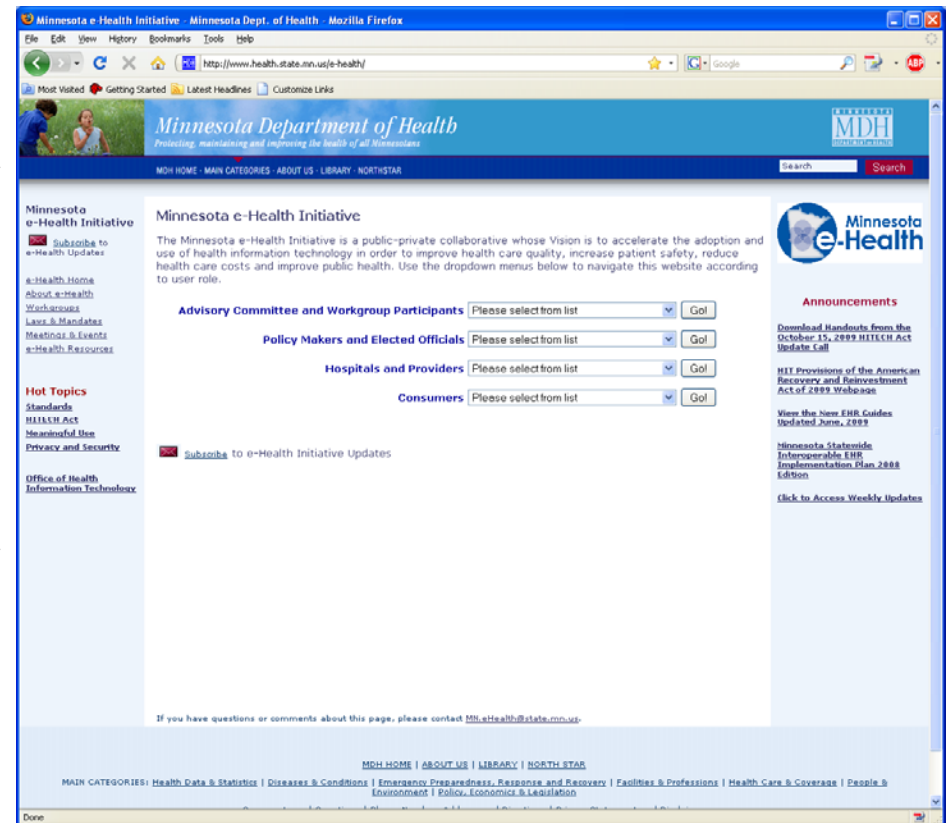 Minnesota e-Health Initiative - Minnesota Dept. of Health - Mozilla Firefox
File Edit View History Bookmarks Tools Help
http://www.health.state.mn.us/e-health/
Google
ABP
Most Visited Getting Started Latest Headlines Customize Links
Minnesota Department of Health
Protecting, maintaining and improving the health of all Minnesotans
MINNESOTA
MDH
DEPARTMENT OF HEALTH
MDH HOME - MAIN CATEGORIES - ABOUT US - LIBRARY - NORTHSTAR
Search
Search
Minnesota
e-Health Initiative
Subscribe to
e-Health Updates
e-Health Home
About e-Health
Workgroups
Laws & Mandates
Meetings & Events
e-Health Resources
Hot Topics
Standards
HITECH Act
Meaningful Use
Privacy and Security
Office of Health
Information Technology
Minnesota e-Health Initiative
The Minnesota e-Health Initiative is a public-private collaborative whose Vision is to accelerate the adoption and
use of health information technology in order to improve health care quality, increase patient safety, reduce
health care costs and improve public health. Use the dropdown menus below to navigate this website according
to user role.
Advisory Committee and Workgroup Participants Please select from list Go!
Policy Makers and Elected Officials Please select from list Go!
Hospitals and Providers Please select from list Go!
Consumers Please select from list Go!
Subscribe to e-Health Initiative Updates
If you have questions or comments about this page, please contact MN.eHealth@state.mn.us.
Minnesota
e-Health
Announcements
Download Handouts from the
October 15, 2009 HITECH Act
Update Call
HIT Provisions of the American
Recovery and Reinvestment
Act of 2009 Webpage
View the New EHR Guides
Updated June, 2009
Minnesota Statewide
Interoperable EHR
Implementation Plan 2008
Edition
Click to Access Weekly Updates
MDH HOME | ABOUT US | LIBRARY | NORTH STAR
MAIN CATEGORIES: Health Data & Statistics | Diseases & Conditions | Emergency Preparedness, Response and Recovery | Facilities & Professions | Health Care & Coverage | People &
Environment | Policy, Economics & Legislation
Done